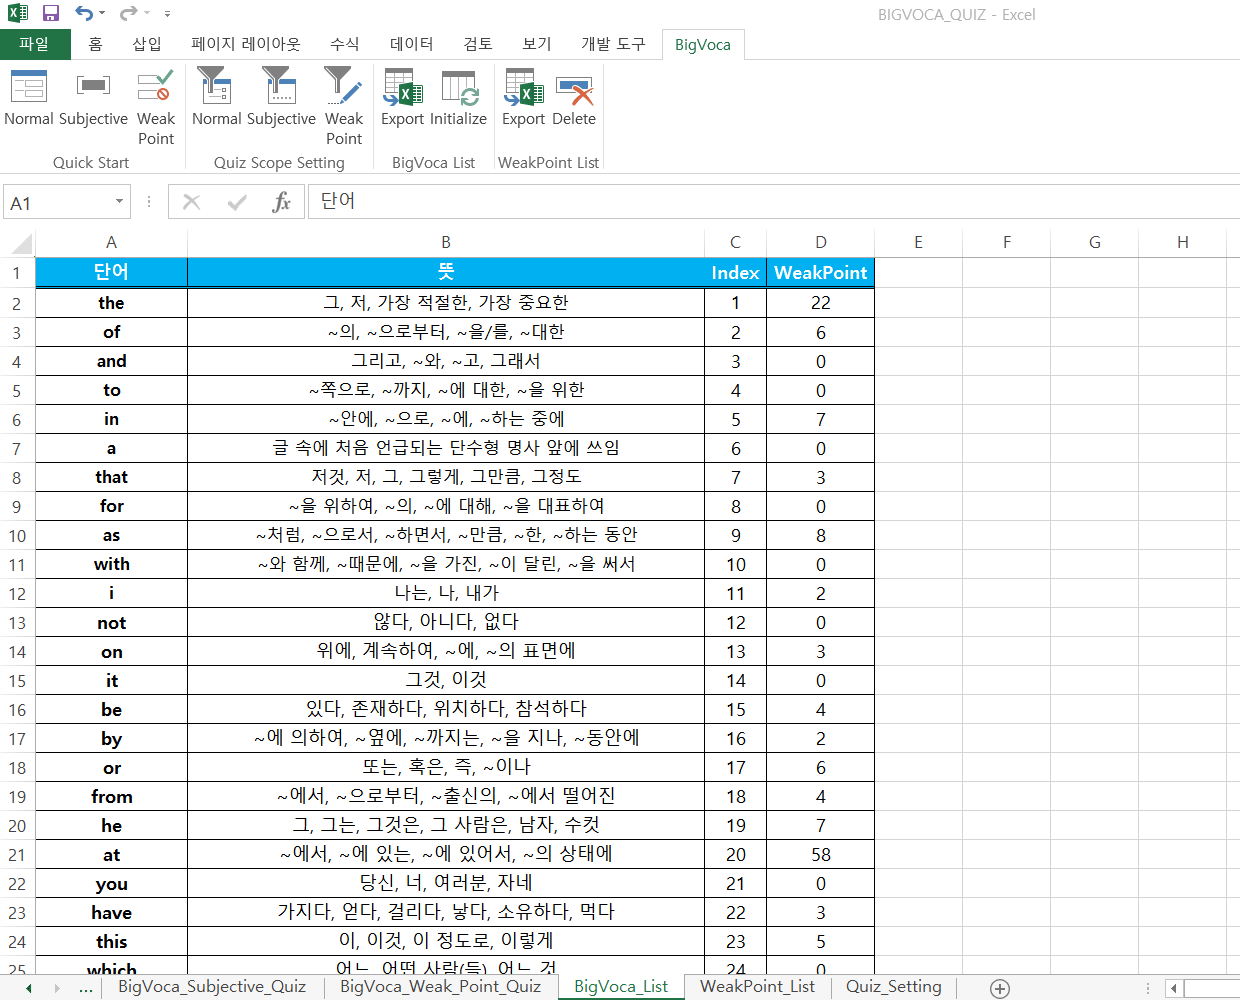 BIGVOCA_QUIZ - Excel
파일 홈 삽입 페이지 레이아웃 수식 데이터 검토 보기 개발 도구 BigVoca
Normal Subjective Weak Point Normal Subjective Weak Point Export Initialize Export Delete
Quick Start Quiz Scope Setting BigVoca List WeakPoint List
A1 fx 단어
A B C D E F G H
1 단어 뜻 Index WeakPoint
2 the 그, 저, 가장 적절한, 가장 중요한 1 22
3 of ~의, ~으로부터, ~을/를, ~대한 2 6
4 and 그리고, ~와, ~고, 그래서 3 0
5 to ~쪽으로, ~까지, ~에 대한, ~을 위한 4 0
6 in ~안에, ~으로, ~에, ~하는 중에 5 7
7 a 글 속에 처음 언급되는 단수형 명사 앞에 쓰임 6 0
8 that 저것, 저, 그, 그렇게, 그만큼, 그정도 7 3
9 for ~을 위하여, ~의, ~에 대해, ~을 대표하여 8 0
10 as ~처럼, ~으로서, ~하면서, ~만큼, ~한, ~하는 동안 9 8
11 with ~와 함께, ~때문에, ~을 가진, ~이 달린, ~을 써서 10 0
12 i 나는, 나, 내가 11 2
13 not 않다, 아니다, 없다 12 0
14 on 위에, 계속하여, ~에, ~의 표면에 13 3
15 it 그것, 이것 14 0
16 be 있다, 존재하다, 위치하다, 참석하다 15 4
17 by ~에 의하여, ~옆에, ~까지는, ~을 지나, ~동안에 16 2
18 or 또는, 혹은, 즉, ~이나 17 6
19 from ~에서, ~으로부터, ~출신의, ~에서 떨어진 18 4
20 he 그, 그는, 그것은, 그 사람은, 남자, 수컷 19 7
21 at ~에서, ~에 있는, ~에 있어서, ~의 상태에 20 58
22 you 당신, 너, 여러분, 자네 21 0
23 have 가지다, 얻다, 걸리다, 낳다, 소유하다, 먹다 22 3
24 this 이, 이것, 이 정도로, 이렇게 23 5
25 which 어느, 어떤 사람(들), 어느 것 24 0
... BigVoca_Subjective_Quiz BigVoca_Weak_Point_Quiz BigVoca_List WeakPoint_List Quiz_Setting